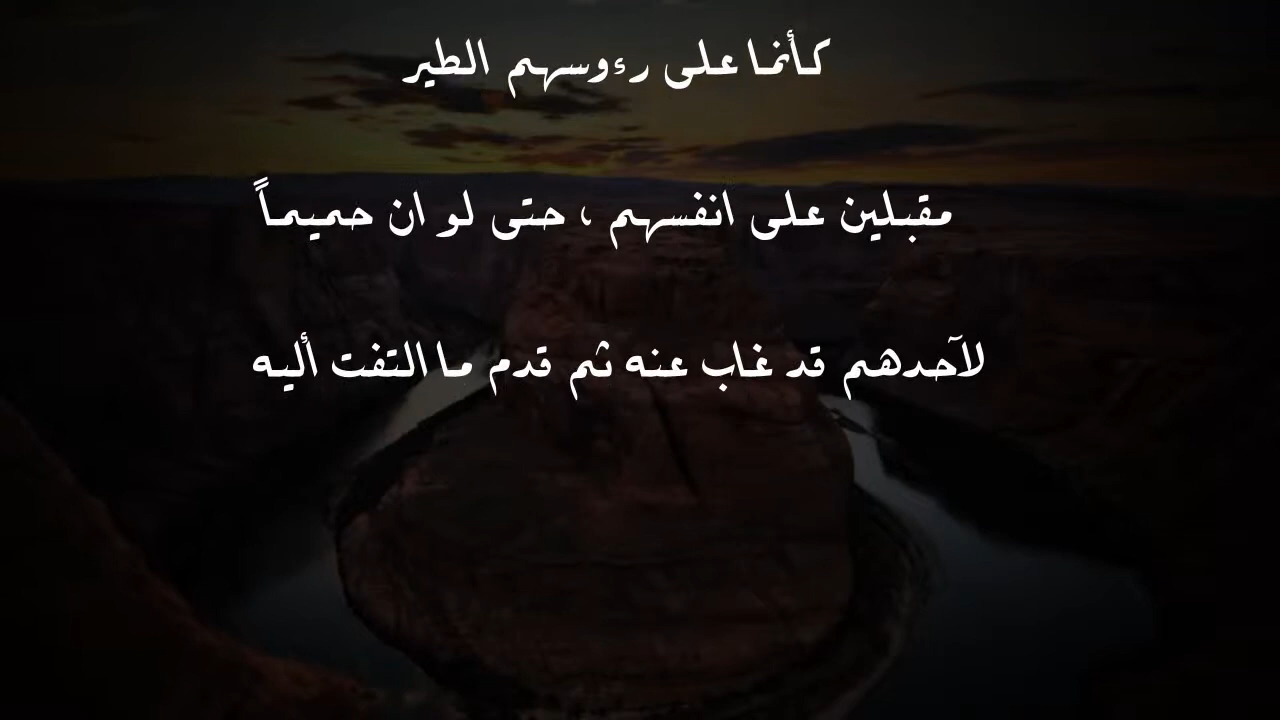 كأنما على رءوسهم الطير
مقبلين على انفسهم ، حتى لو ان حميماً
لآحدهم قد غاب عنه ثم قدم ما التفت أليه